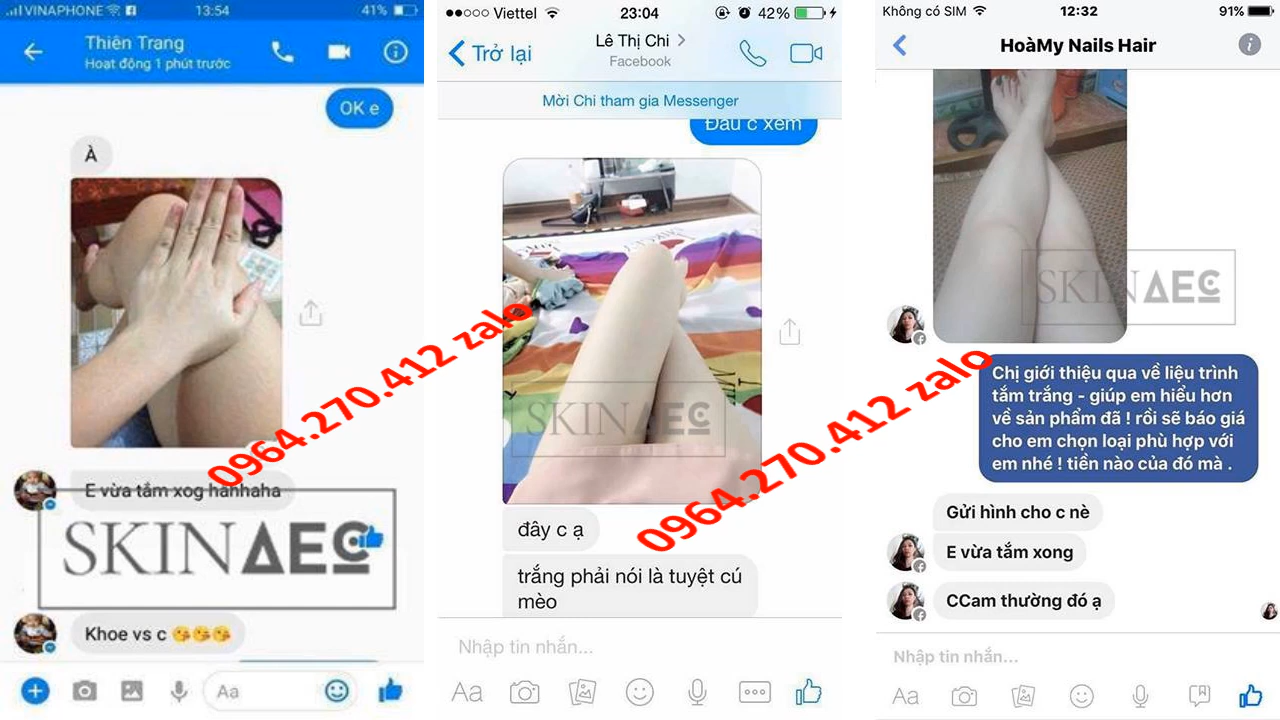 VINAPHONE 13:54 41%
Thiên Trang
Hoạt động 1 phút trước
OK e
À
E vừa tắm xog hahhaha
SKINAEC
Khoe vs c 😘😘😘
Aa
Viettel 23:04 42%
Trở lại
Lê Thị Chi
Facebook
Mời Chi tham gia Messenger
Đâu c xem
SKINAEC
đây c ạ
trắng phải nói là tuyệt cú
mèo
Nhập tin nhắn...
Aa
Không có SIM 12:32 91%
HoàMy Nails Hair
SKINAEC
Chị giới thiệu qua về liệu trình
tắm trắng - giúp em hiểu hơn
về sản phẩm đã ! rồi sẽ báo giá
cho em chọn loại phù hợp với
em nhé ! tiền nào của đó mà .
Gửi hình cho c nè
E vừa tắm xong
CCam thường đó ạ
Nhập tin nhắn...
Aa
0964.270.412 zalo
0964.270.412 zalo